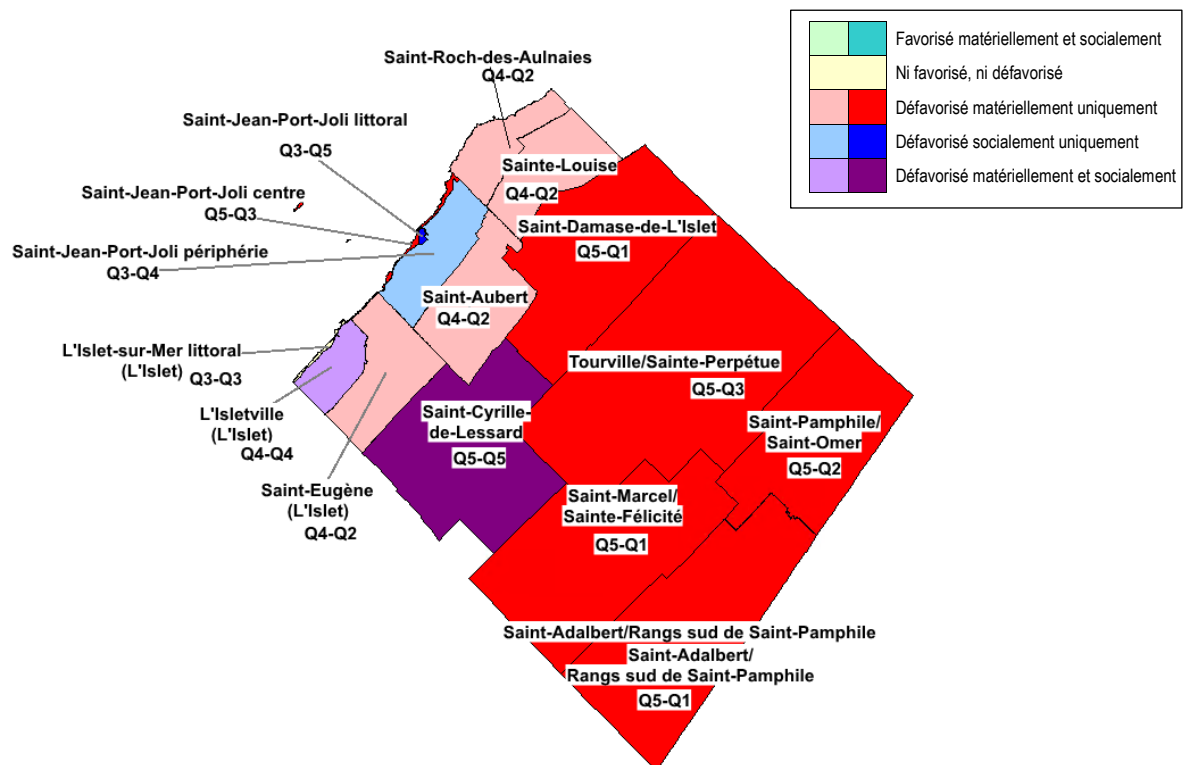 Favorisé matériellement et socialement
Ni favorisé, ni défavorisé
Défavorisé matériellement uniquement
Défavorisé socialement uniquement
Défavorisé matériellement et socialement
Saint-Roch-des-Aulnaies
Q4-Q2
Saint-Jean-Port-Joli littoral
Q3-Q5
Sainte-Louise
Q4-Q2
Saint-Jean-Port-Joli centre
Q5-Q3
Saint-Damase-de-L'Islet
Q5-Q1
Saint-Jean-Port-Joli périphérie
Q3-Q4
Saint-Aubert
Q4-Q2
L'Islet-sur-Mer littoral
(L'Islet) Q3-Q3
Tourville/Sainte-Perpétue
Q5-Q3
L'Isletville
(L'Islet)
Q4-Q4
Saint-Cyrille-
de-Lessard
Q5-Q5
Saint-Pamphile/
Saint-Omer
Q5-Q2
Saint-Eugène
(L'Islet)
Q4-Q2
Saint-Marcel/
Sainte-Félicité
Q5-Q1
Saint-Adalbert/Rangs sud de Saint-Pamphile
Saint-Adalbert/
Rangs sud de Saint-Pamphile
Q5-Q1